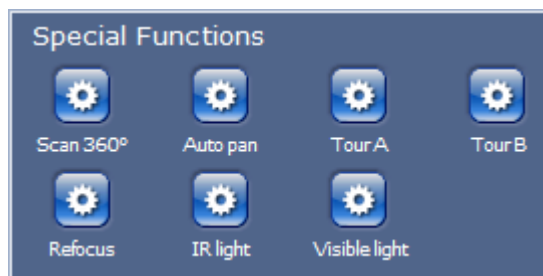 Special Functions
Scan 360° Auto pan Tour A Tour B
Refocus IR light Visible light